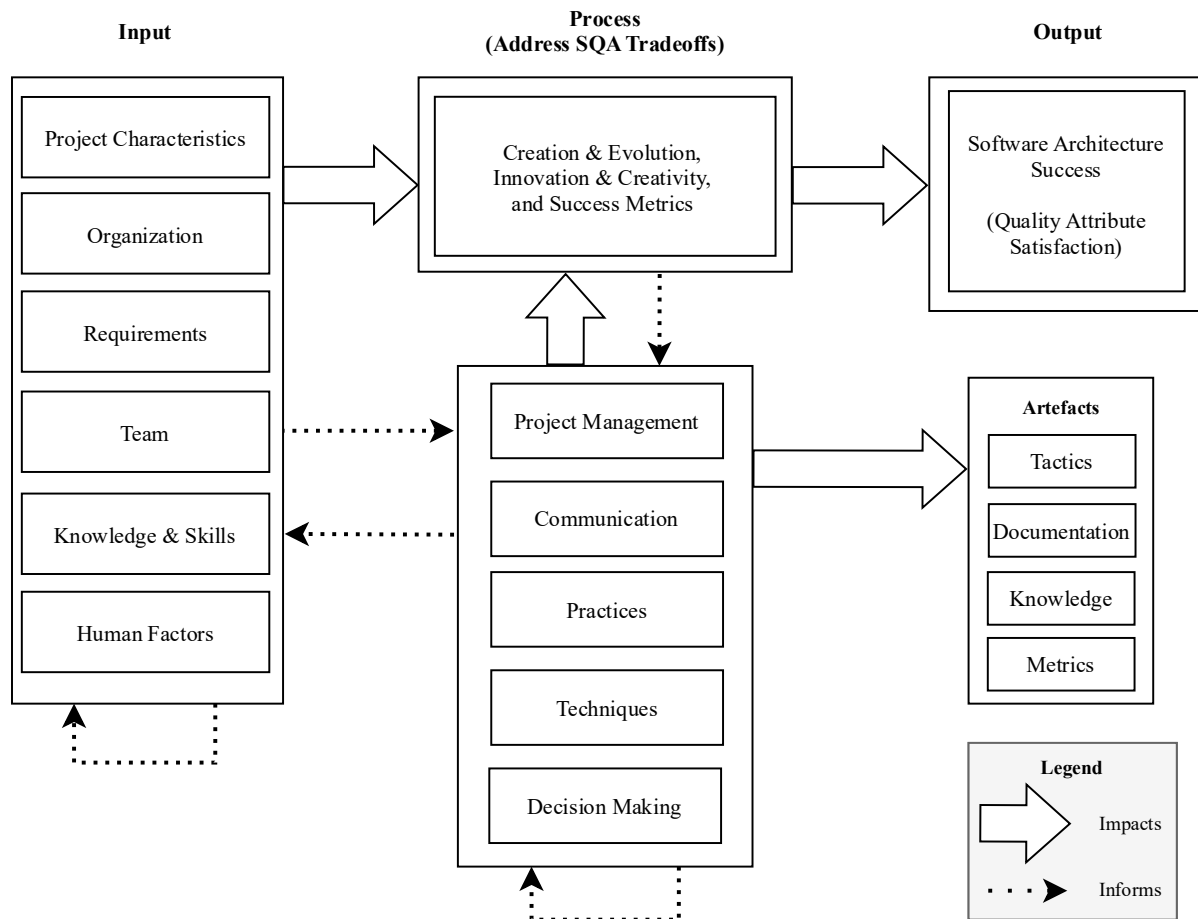 Input
Process
(Address SQA Tradeoffs)
Output
Project Characteristics
Organization
Requirements
Team
Knowledge & Skills
Human Factors
Creation & Evolution,
Innovation & Creativity,
and Success Metrics
Project Management
Communication
Practices
Techniques
Decision Making
Software Architecture
Success
(Quality Attribute
Satisfaction)
Artefacts
Tactics
Documentation
Knowledge
Metrics
Legend
Impacts
Informs